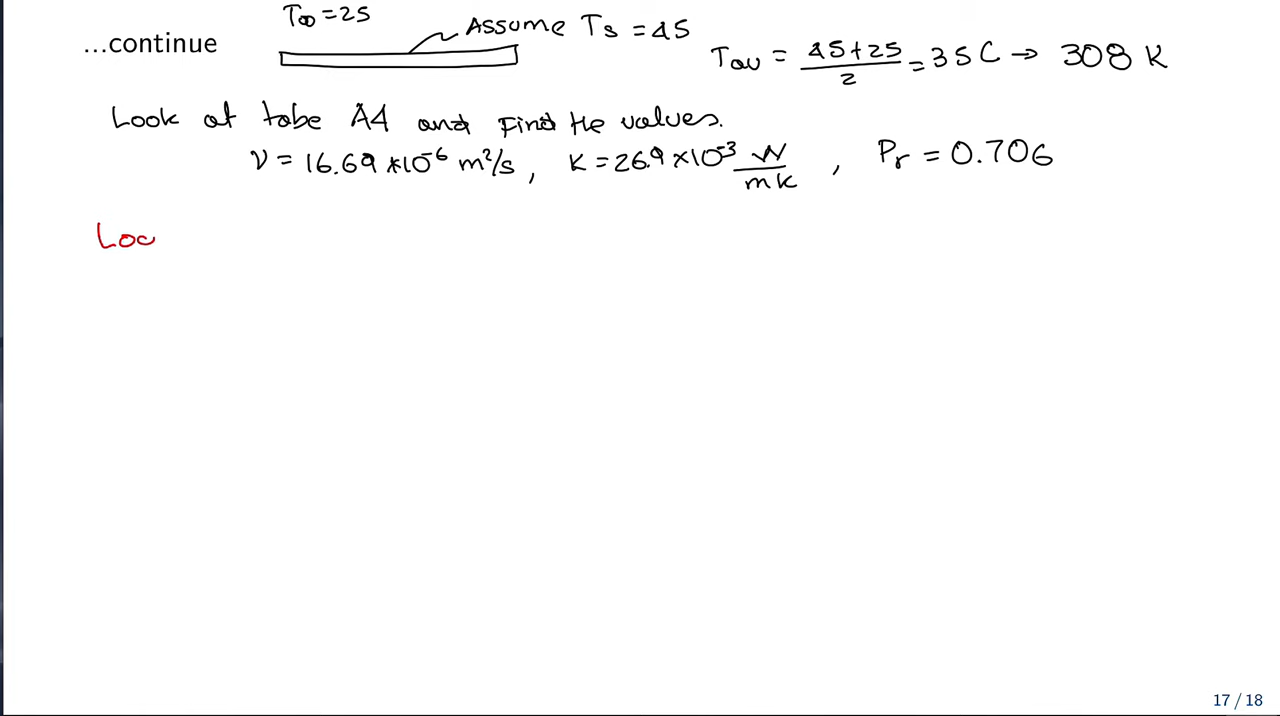 ...continue
T∞ = 25
Assume Ts = 45
Tav = (45+25)/2 = 35 C → 308 K
Look at tabe A4 and Find the values.
ν = 16.69 *10^-6 m²/s, K = 26.9 ×10^-3 W/mK, Pr = 0.706
Loc
17 / 18